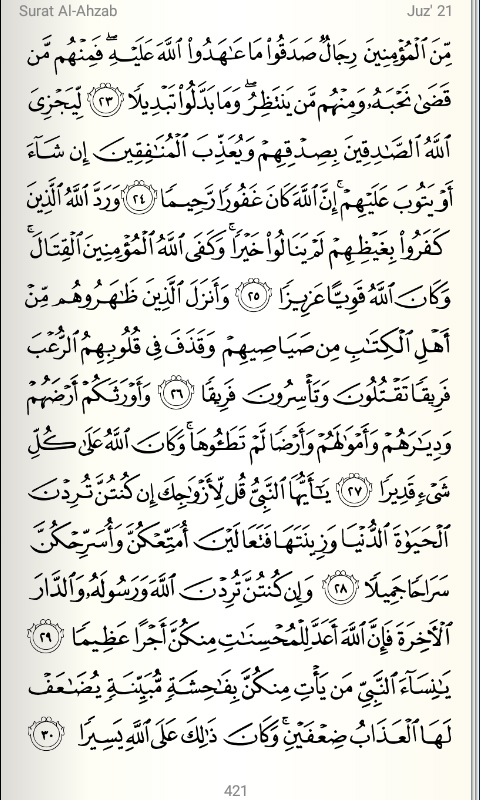 Surat Al-Ahzab Juz' 21
مِّنَ ٱلْمُؤْمِنِينَ رِجَالٌ صَدَقُوا۟ مَا عَـٰهَدُوا۟ ٱللَّهَ عَلَيْهِ ۖ فَمِنْهُم مَّن
قَضَىٰ نَحْبَهُۥ وَمِنْهُم مَّن يَنتَظِرُ ۖ وَمَا بَدَّلُوا۟ تَبْدِيلًا ٢٣ لِّيَجْزِىَ
ٱللَّهُ ٱلصَّـٰدِقِينَ بِصِدْقِهِمْ وَيُعَذِّبَ ٱلْمُنَـٰفِقِينَ إِن شَآءَ
أَوْ يَتُوبَ عَلَيْهِمْ ۚ إِنَّ ٱللَّهَ كَانَ غَفُورًا رَّحِيمًا ٢٤ وَرَدَّ ٱللَّهُ ٱلَّذِينَ
كَفَرُوا۟ بِغَيْظِهِمْ لَمْ يَنَالُوا۟ خَيْرًا ۚ وَكَفَى ٱللَّهُ ٱلْمُؤْمِنِينَ ٱلْقِتَالَ ۚ
وَكَانَ ٱللَّهُ قَوِيًّا عَزِيزًا ٢٥ وَأَنزَلَ ٱلَّذِينَ ظَـٰهَرُوهُم مِّنْ
أَهْلِ ٱلْكِتَـٰبِ مِن صَيَاصِيهِمْ وَقَذَفَ فِى قُلُوبِهِمُ ٱلرُّعْبَ
فَرِيقًا تَقْتُلُونَ وَتَأْسِرُونَ فَرِيقًا ٢٦ وَأَوْرَثَكُمْ أَرْضَهُمْ
وَدِيَـٰرَهُمْ وَأَمْوَٰلَهُمْ وَأَرْضًا لَّمْ تَطَـُٔوهَا ۚ وَكَانَ ٱللَّهُ عَلَىٰ كُلِّ
شَىْءٍ قَدِيرًا ٢٧ يَـٰٓأَيُّهَا ٱلنَّبِىُّ قُل لِّأَزْوَٰجِكَ إِن كُنتُنَّ تُرِدْنَ
ٱلْحَيَوٰةَ ٱلدُّنْيَا وَزِينَتَهَا فَتَعَالَيْنَ أُمَتِّعْكُنَّ وَأُسَرِّحْكُنَّ
سَرَاحًا جَمِيلًا ٢٨ وَإِن كُنتُنَّ تُرِدْنَ ٱللَّهَ وَرَسُولَهُۥ وَٱلدَّارَ
ٱلْـَٔاخِرَةَ فَإِنَّ ٱللَّهَ أَعَدَّ لِلْمُحْسِنَـٰتِ مِنكُنَّ أَجْرًا عَظِيمًا ٢٩
يَـٰنِسَآءَ ٱلنَّبِىِّ مَن يَأْتِ مِنكُنَّ بِفَـٰحِشَةٍ مُّبَيِّنَةٍ يُضَـٰعَفْ
لَهَا ٱلْعَذَابُ ضِعْفَيْنِ ۚ وَكَانَ ذَٰلِكَ عَلَى ٱللَّهِ يَسِيرًا ٣٠
421